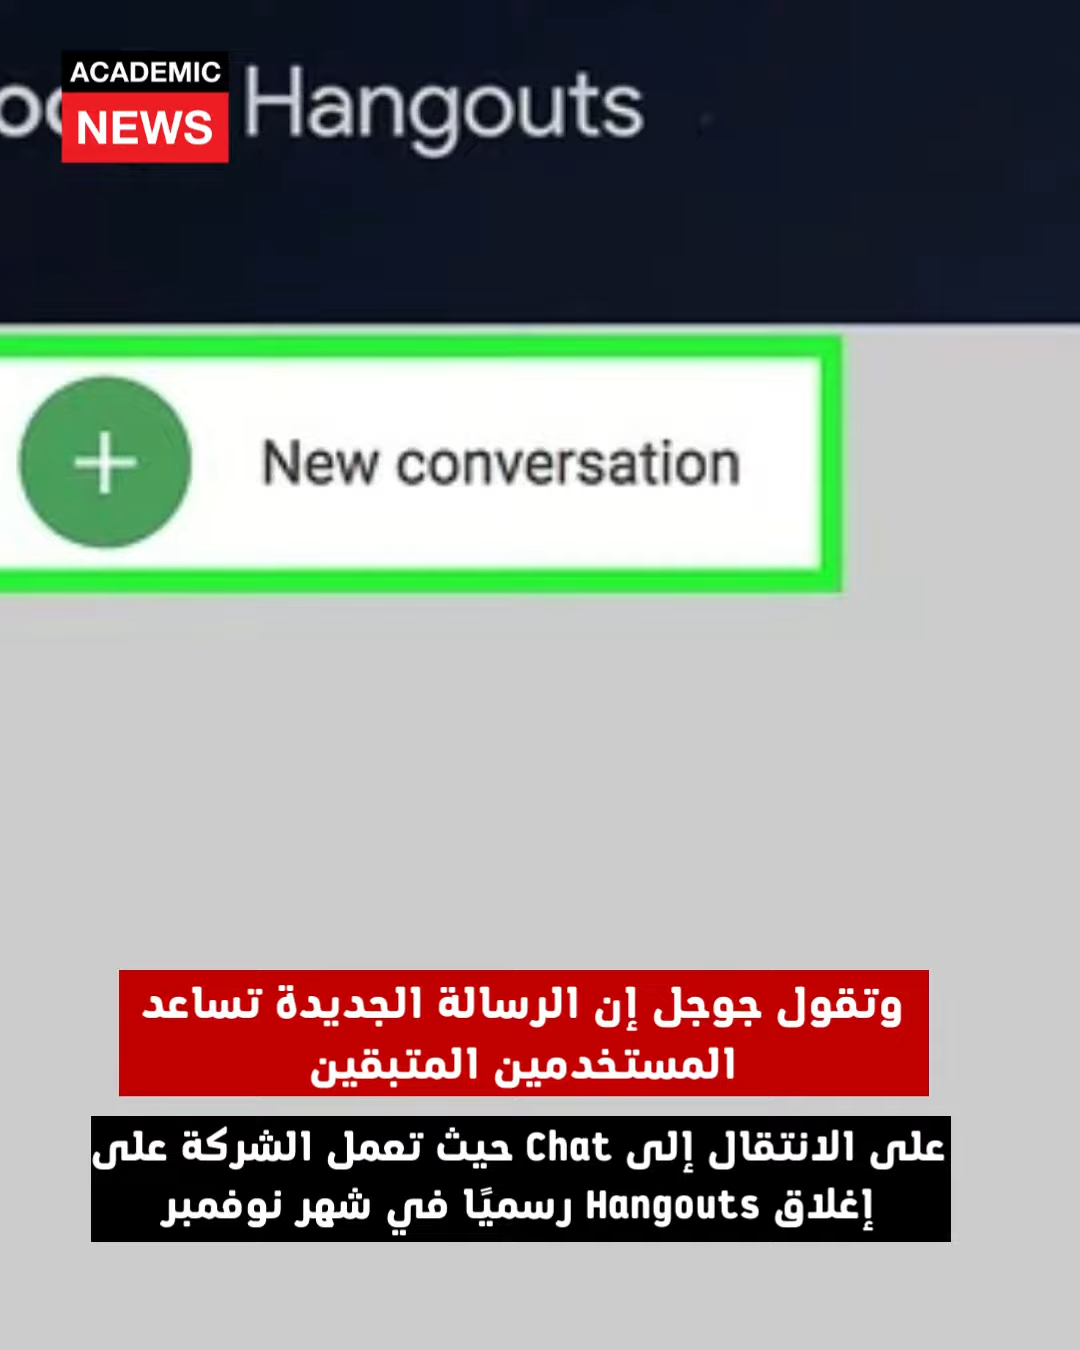 ACADEMIC
NEWS
Hangouts
New conversation
وتقول جوجل إن الرسالة الجديدة تساعد
المستخدمين المتبقين
على الانتقال إلى Chat حيث تعمل الشركة على
إغلاق Hangouts رسميًا في شهر نوفمبر